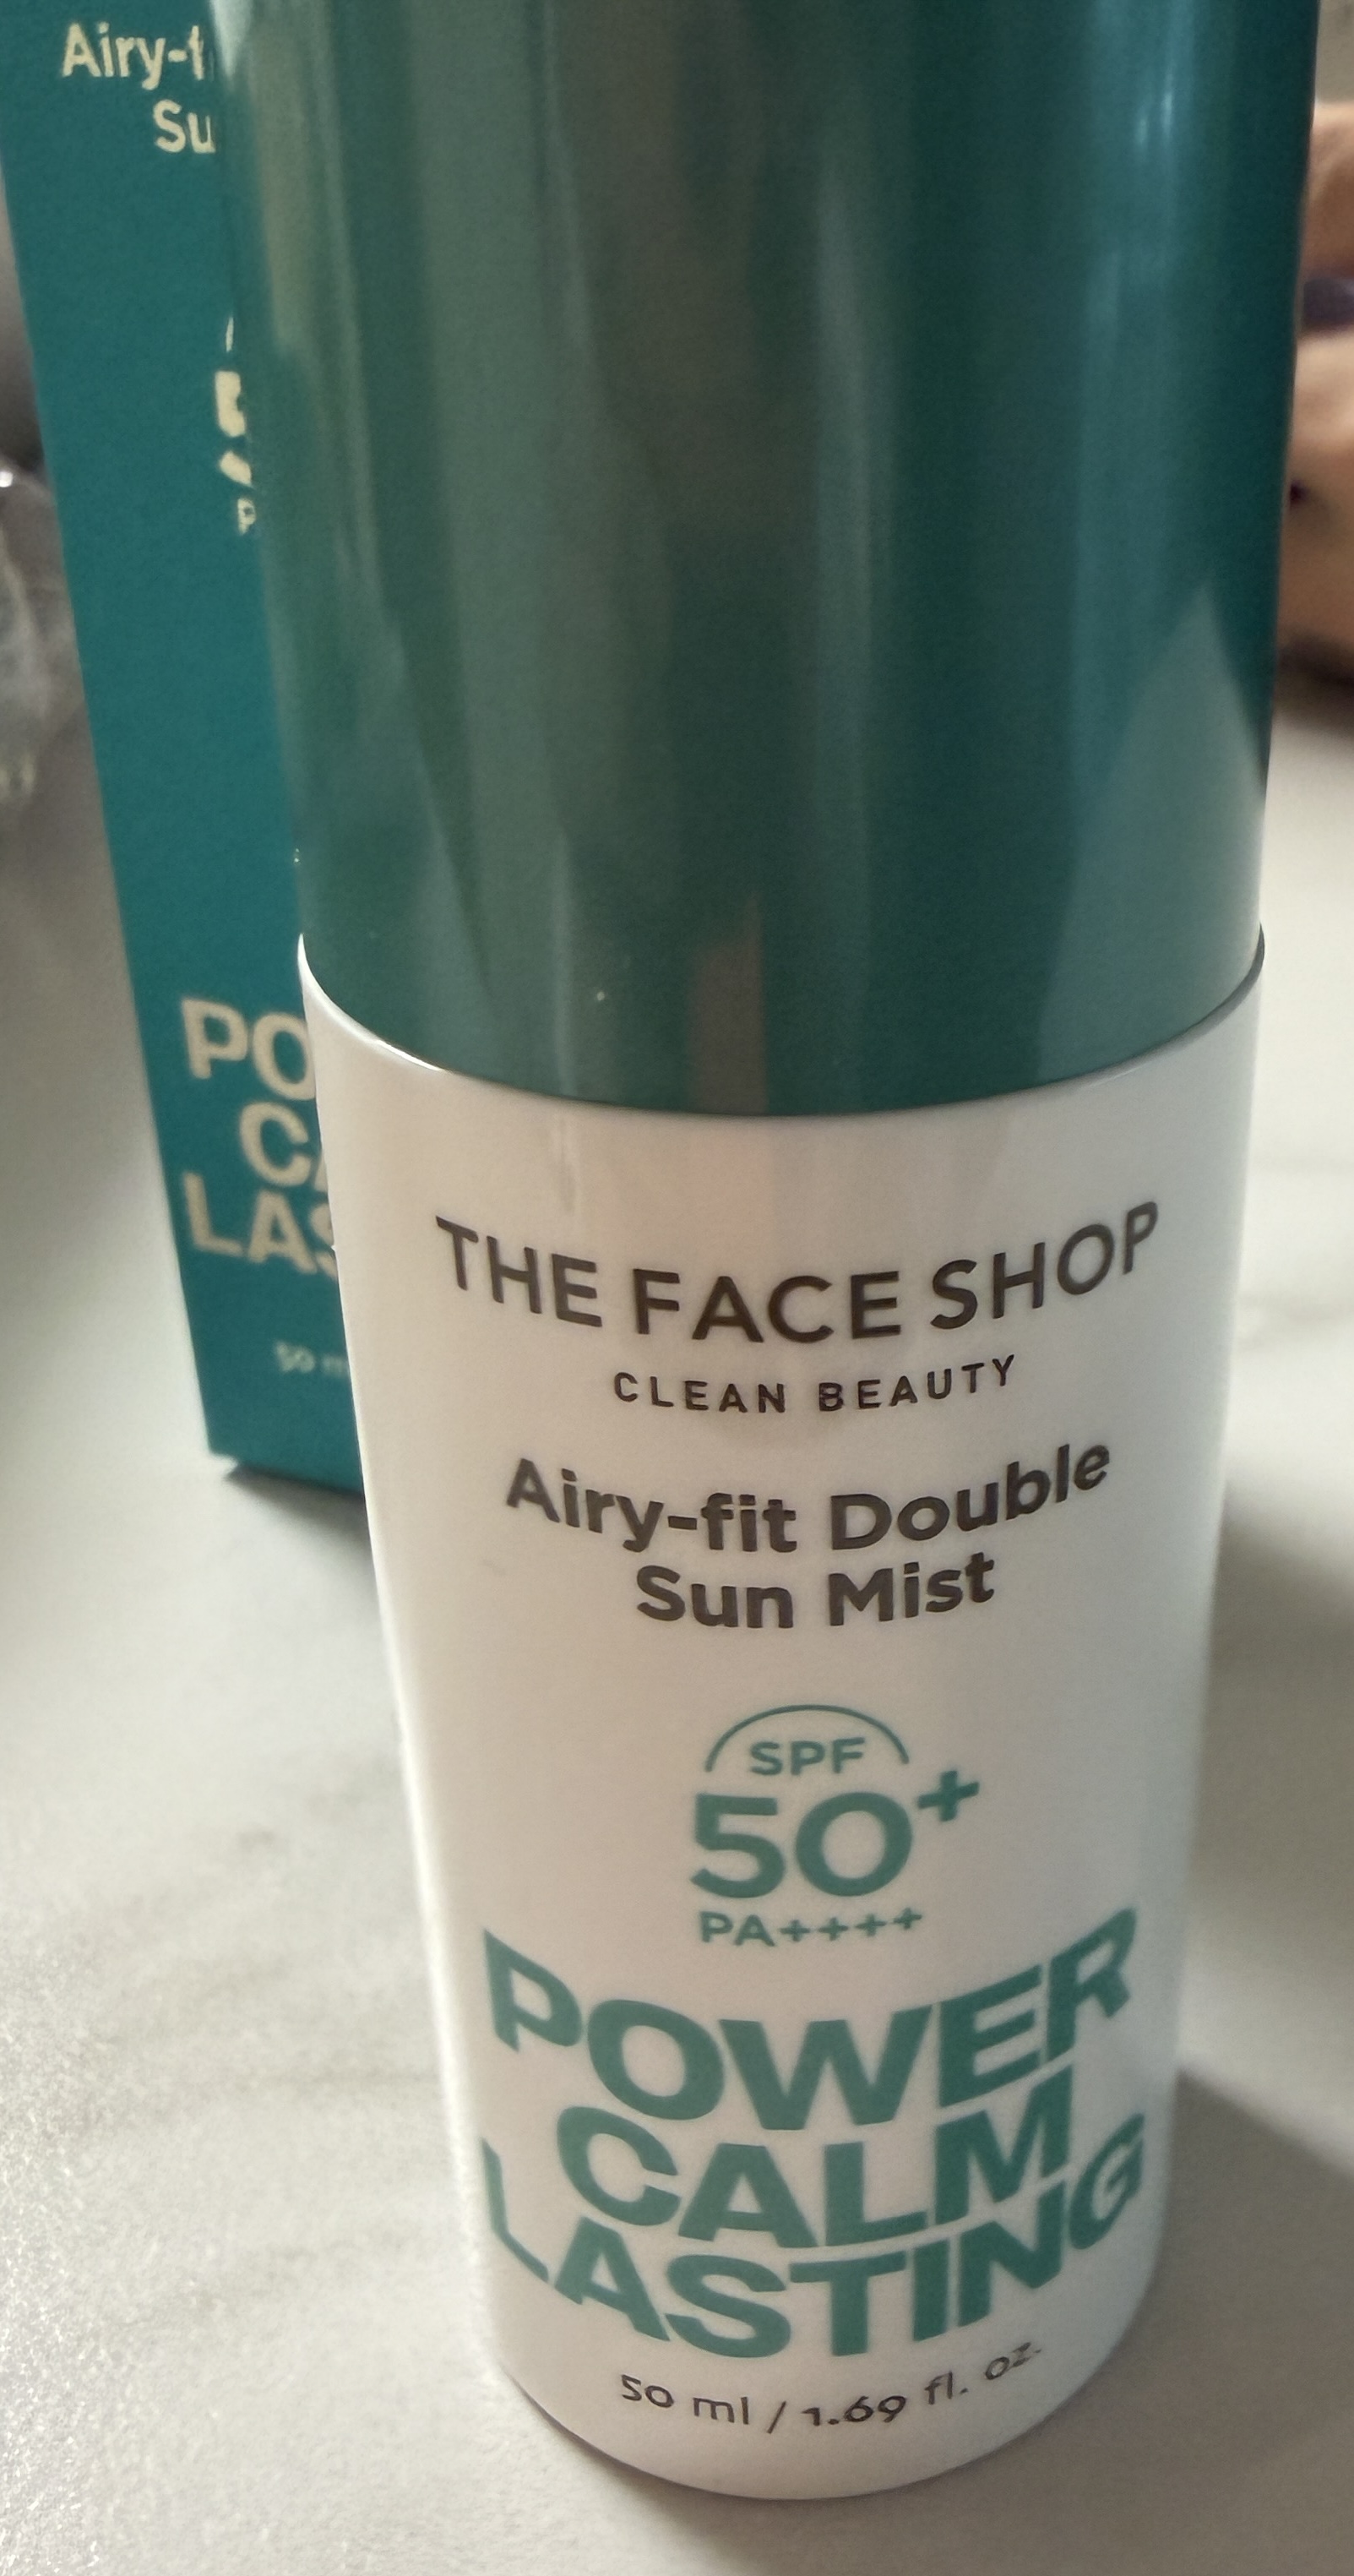 THE FACE SHOP
CLEAN BEAUTY
Airy-fit Double
Sun Mist
SPF
50+
PA++++
POWER
CALM
LASTING
50 ml / 1.69 fl. oz.